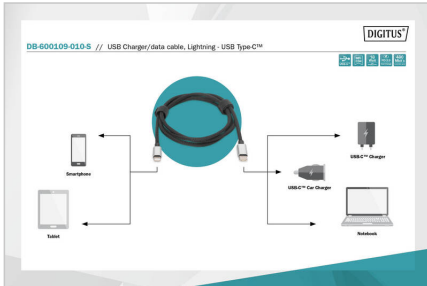 DIGITUS®
DB-600109-010-S // USB Charger/data cable, Lightning - USB Type-C™
Smartphone
Tablet
USB-C™ Charger
USB-C™ Car Charger
Notebook